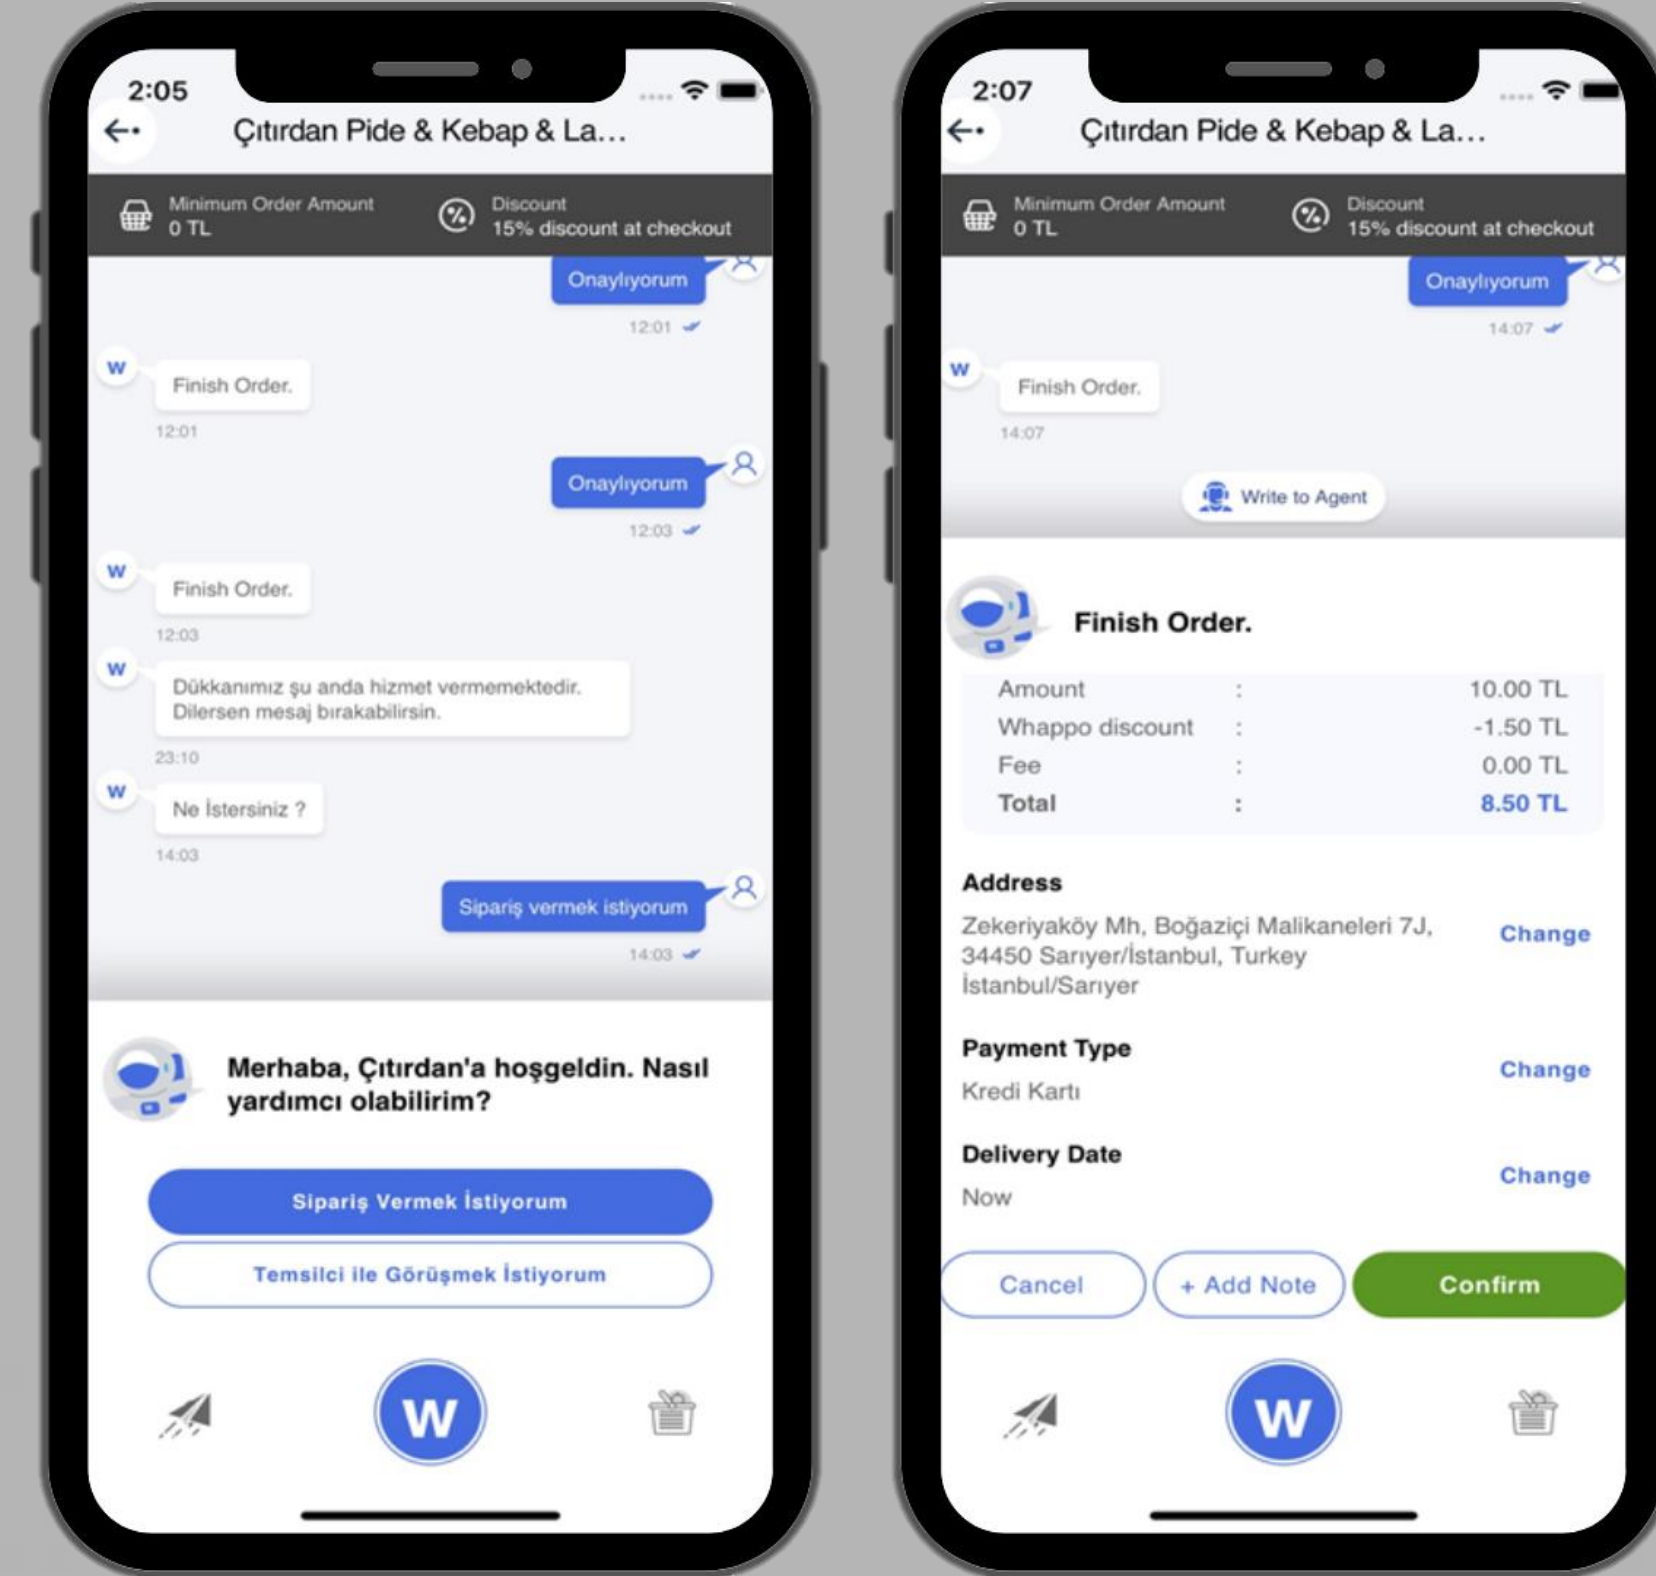 2:05
Çıtırdan Pide & Kebap & La...
Minimum Order Amount
0 TL
Discount
15% discount at checkout
Onaylıyorum
12:01
W
Finish Order.
12:01
Onaylıyorum
12:03
W
Finish Order.
12:03
W
Dükkanımız şu anda hizmet vermemektedir.
Dilersen mesaj bırakabilirsin.
23:10
W
Ne İstersiniz ?
14:03
Sipariş vermek istiyorum
14:03
Merhaba, Çıtırdan'a hoşgeldin. Nasıl
yardımcı olabilirim?
Sipariş Vermek İstiyorum
Temsilci ile Görüşmek İstiyorum
W
2:07
Çıtırdan Pide & Kebap & La...
Minimum Order Amount
0 TL
Discount
15% discount at checkout
Onaylıyorum
14:07
W
Finish Order.
14:07
Write to Agent
Finish Order.
Amount : 10.00 TL
Whappo discount : -1.50 TL
Fee : 0.00 TL
Total : 8.50 TL
Address
Zekeriyaköy Mh, Boğaziçi Malikaneleri 7J,
34450 Sarıyer/İstanbul, Turkey
İstanbul/Sarıyer
Change
Payment Type
Kredi Kartı
Change
Delivery Date
Now
Change
Cancel
+ Add Note
Confirm
W